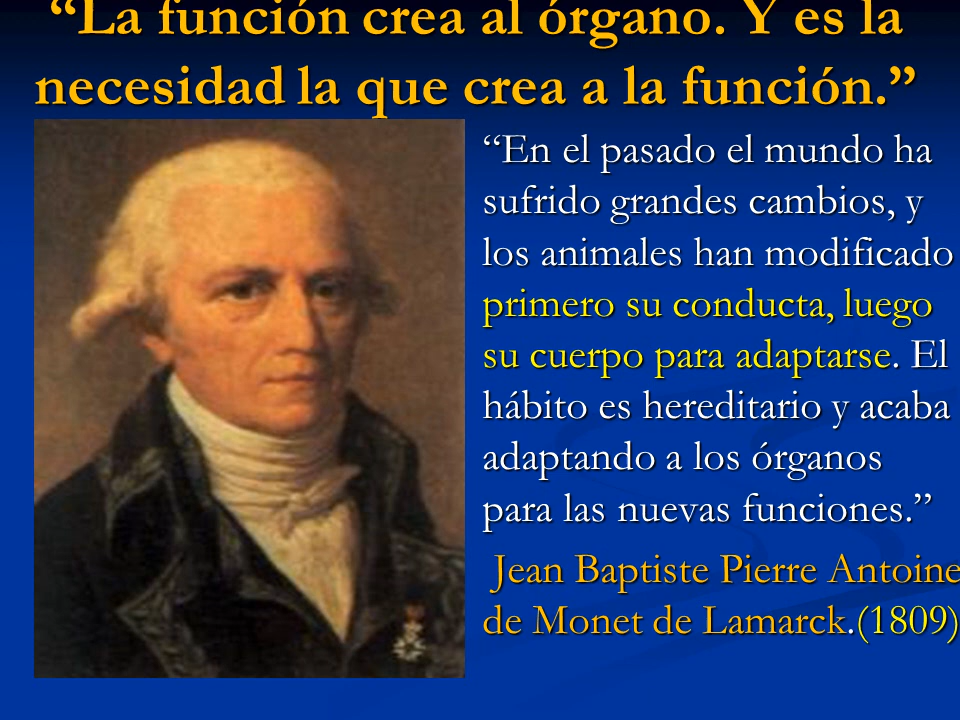 “La función crea al órgano. Y es la
necesidad la que crea a la función.”
“En el pasado el mundo ha
sufrido grandes cambios, y
los animales han modificado
primero su conducta, luego
su cuerpo para adaptarse. El
hábito es hereditario y acaba
adaptando a los órganos
para las nuevas funciones.”
Jean Baptiste Pierre Antoine
de Monet de Lamarck.(1809)